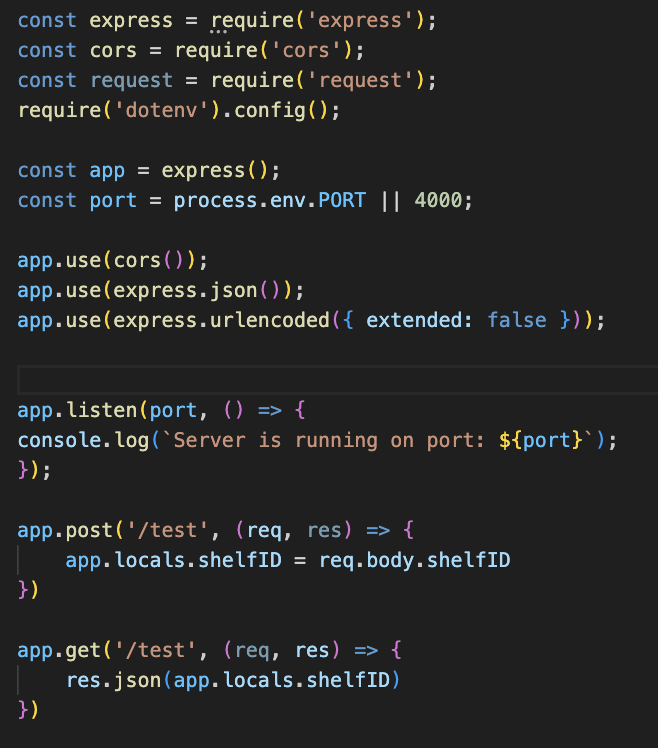 const express = require('express');
const cors = require('cors');
const request = require('request');
require('dotenv').config();

const app = express();
const port = process.env.PORT || 4000;

app.use(cors());
app.use(express.json());
app.use(express.urlencoded({ extended: false }));


app.listen(port, () => {
console.log(`Server is running on port: ${port}`);
});

app.post('/test', (req, res) => {
    app.locals.shelfID = req.body.shelfID
})

app.get('/test', (req, res) => {
    res.json(app.locals.shelfID)
})